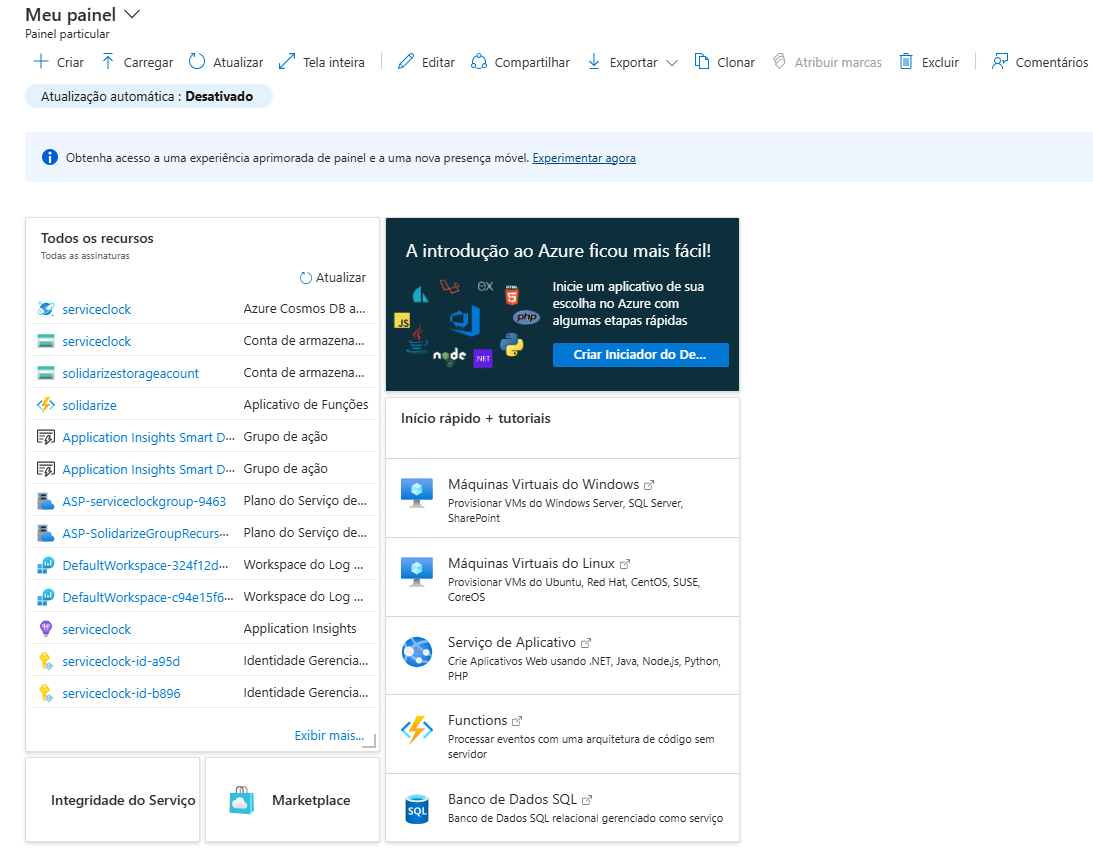 Meu painel
Painel particular
Criar Carregar Atualizar Tela inteira Editar Compartilhar Exportar Clonar Atribuir marcas Excluir Comentários
Atualização automática : Desativado
Obtenha acesso a uma experiência aprimorada de painel e a uma nova presença móvel. Experimentar agora
Todos os recursos
Todas as assinaturas
Atualizar
serviceclock Azure Cosmos DB a...
serviceclock Conta de armazena...
solidarizestorageacount Conta de armazena...
solidarize Aplicativo de Funções
Application Insights Smart D... Grupo de ação
Application Insights Smart D... Grupo de ação
ASP-serviceclockgroup-9463 Plano do Serviço de...
ASP-SolidarizeGroupRecurs... Plano do Serviço de...
DefaultWorkspace-324f12d... Workspace do Log ...
DefaultWorkspace-c94e15f6... Workspace do Log ...
serviceclock Application Insights
serviceclock-id-a95d Identidade Gerencia...
serviceclock-id-b896 Identidade Gerencia...
Exibir mais...
Integridade do Serviço
Marketplace
A introdução ao Azure ficou mais fácil!
EX
HTML
5
JS
php
node
NET
Inicie um aplicativo de sua
escolha no Azure com
algumas etapas rápidas
Criar Iniciador do De...
Início rápido + tutoriais
Máquinas Virtuais do Windows
Provisionar VMs do Windows Server, SQL Server,
SharePoint
Máquinas Virtuais do Linux
Provisionar VMs do Ubuntu, Red Hat, CentOS, SUSE,
CoreOS
Serviço de Aplicativo
Crie Aplicativos Web usando .NET, Java, Node.js, Python,
PHP
Functions
Processar eventos com uma arquitetura de código sem
servidor
SQL
Banco de Dados SQL
Banco de Dados SQL relacional gerenciado como serviço